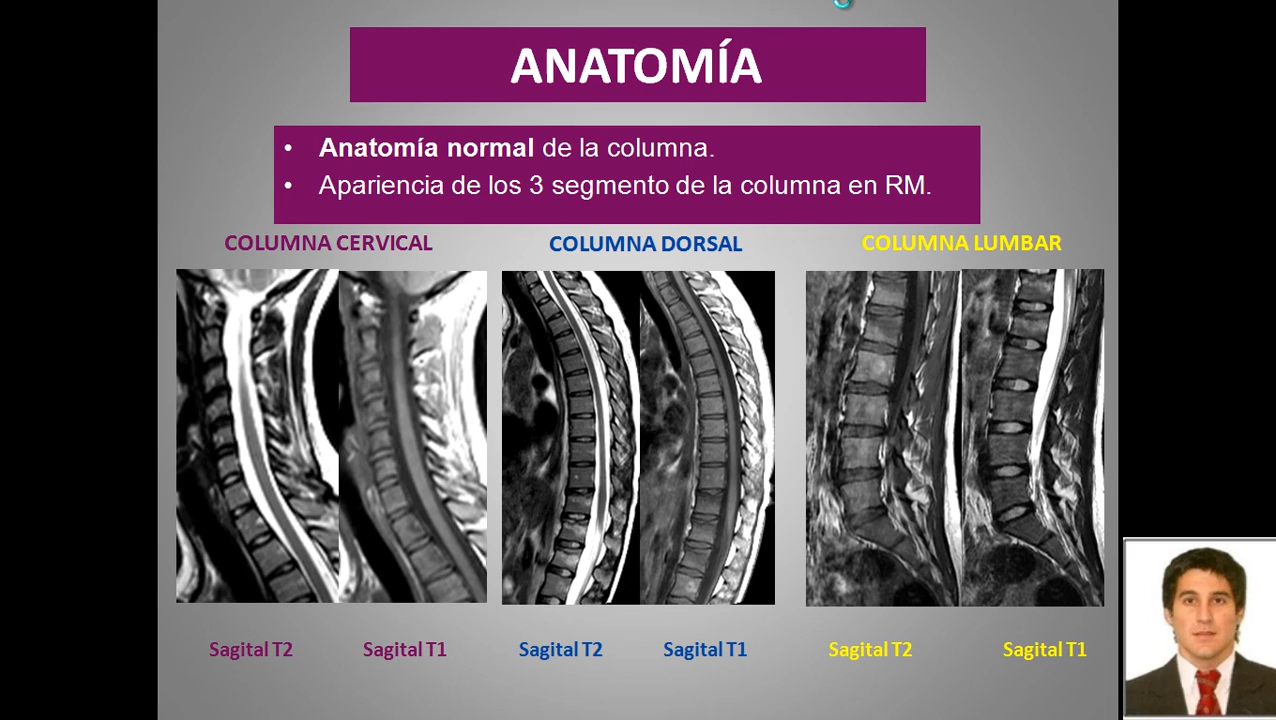 ANATOMÍA
• Anatomía normal de la columna.
• Apariencia de los 3 segmento de la columna en RM.
COLUMNA CERVICAL
COLUMNA DORSAL
COLUMNA LUMBAR
Sagital T2
Sagital T1
Sagital T2
Sagital T1
Sagital T2
Sagital T1